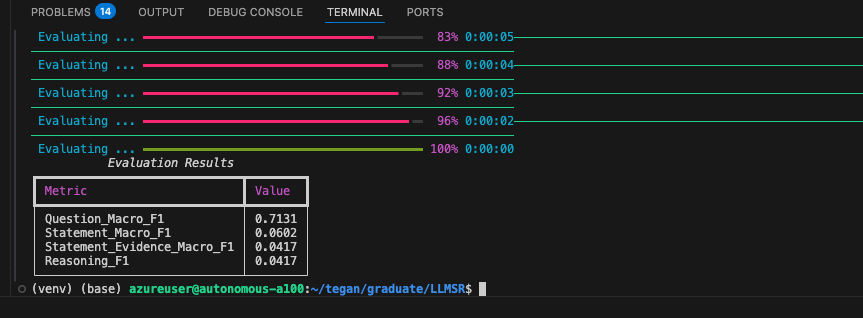 PROBLEMS 14 OUTPUT DEBUG CONSOLE TERMINAL PORTS
Evaluating ... 83% 0:00:05
Evaluating ... 88% 0:00:04
Evaluating ... 92% 0:00:03
Evaluating ... 96% 0:00:02
Evaluating ... 100% 0:00:00
Evaluation Results
Metric Value
Question_Macro_F1 0.7131
Statement_Macro_F1 0.0602
Statement_Evidence_Macro_F1 0.0417
Reasoning_F1 0.0417
(venv) (base) azureuser@autonomous-a100:~/tegan/graduate/LLMSR$